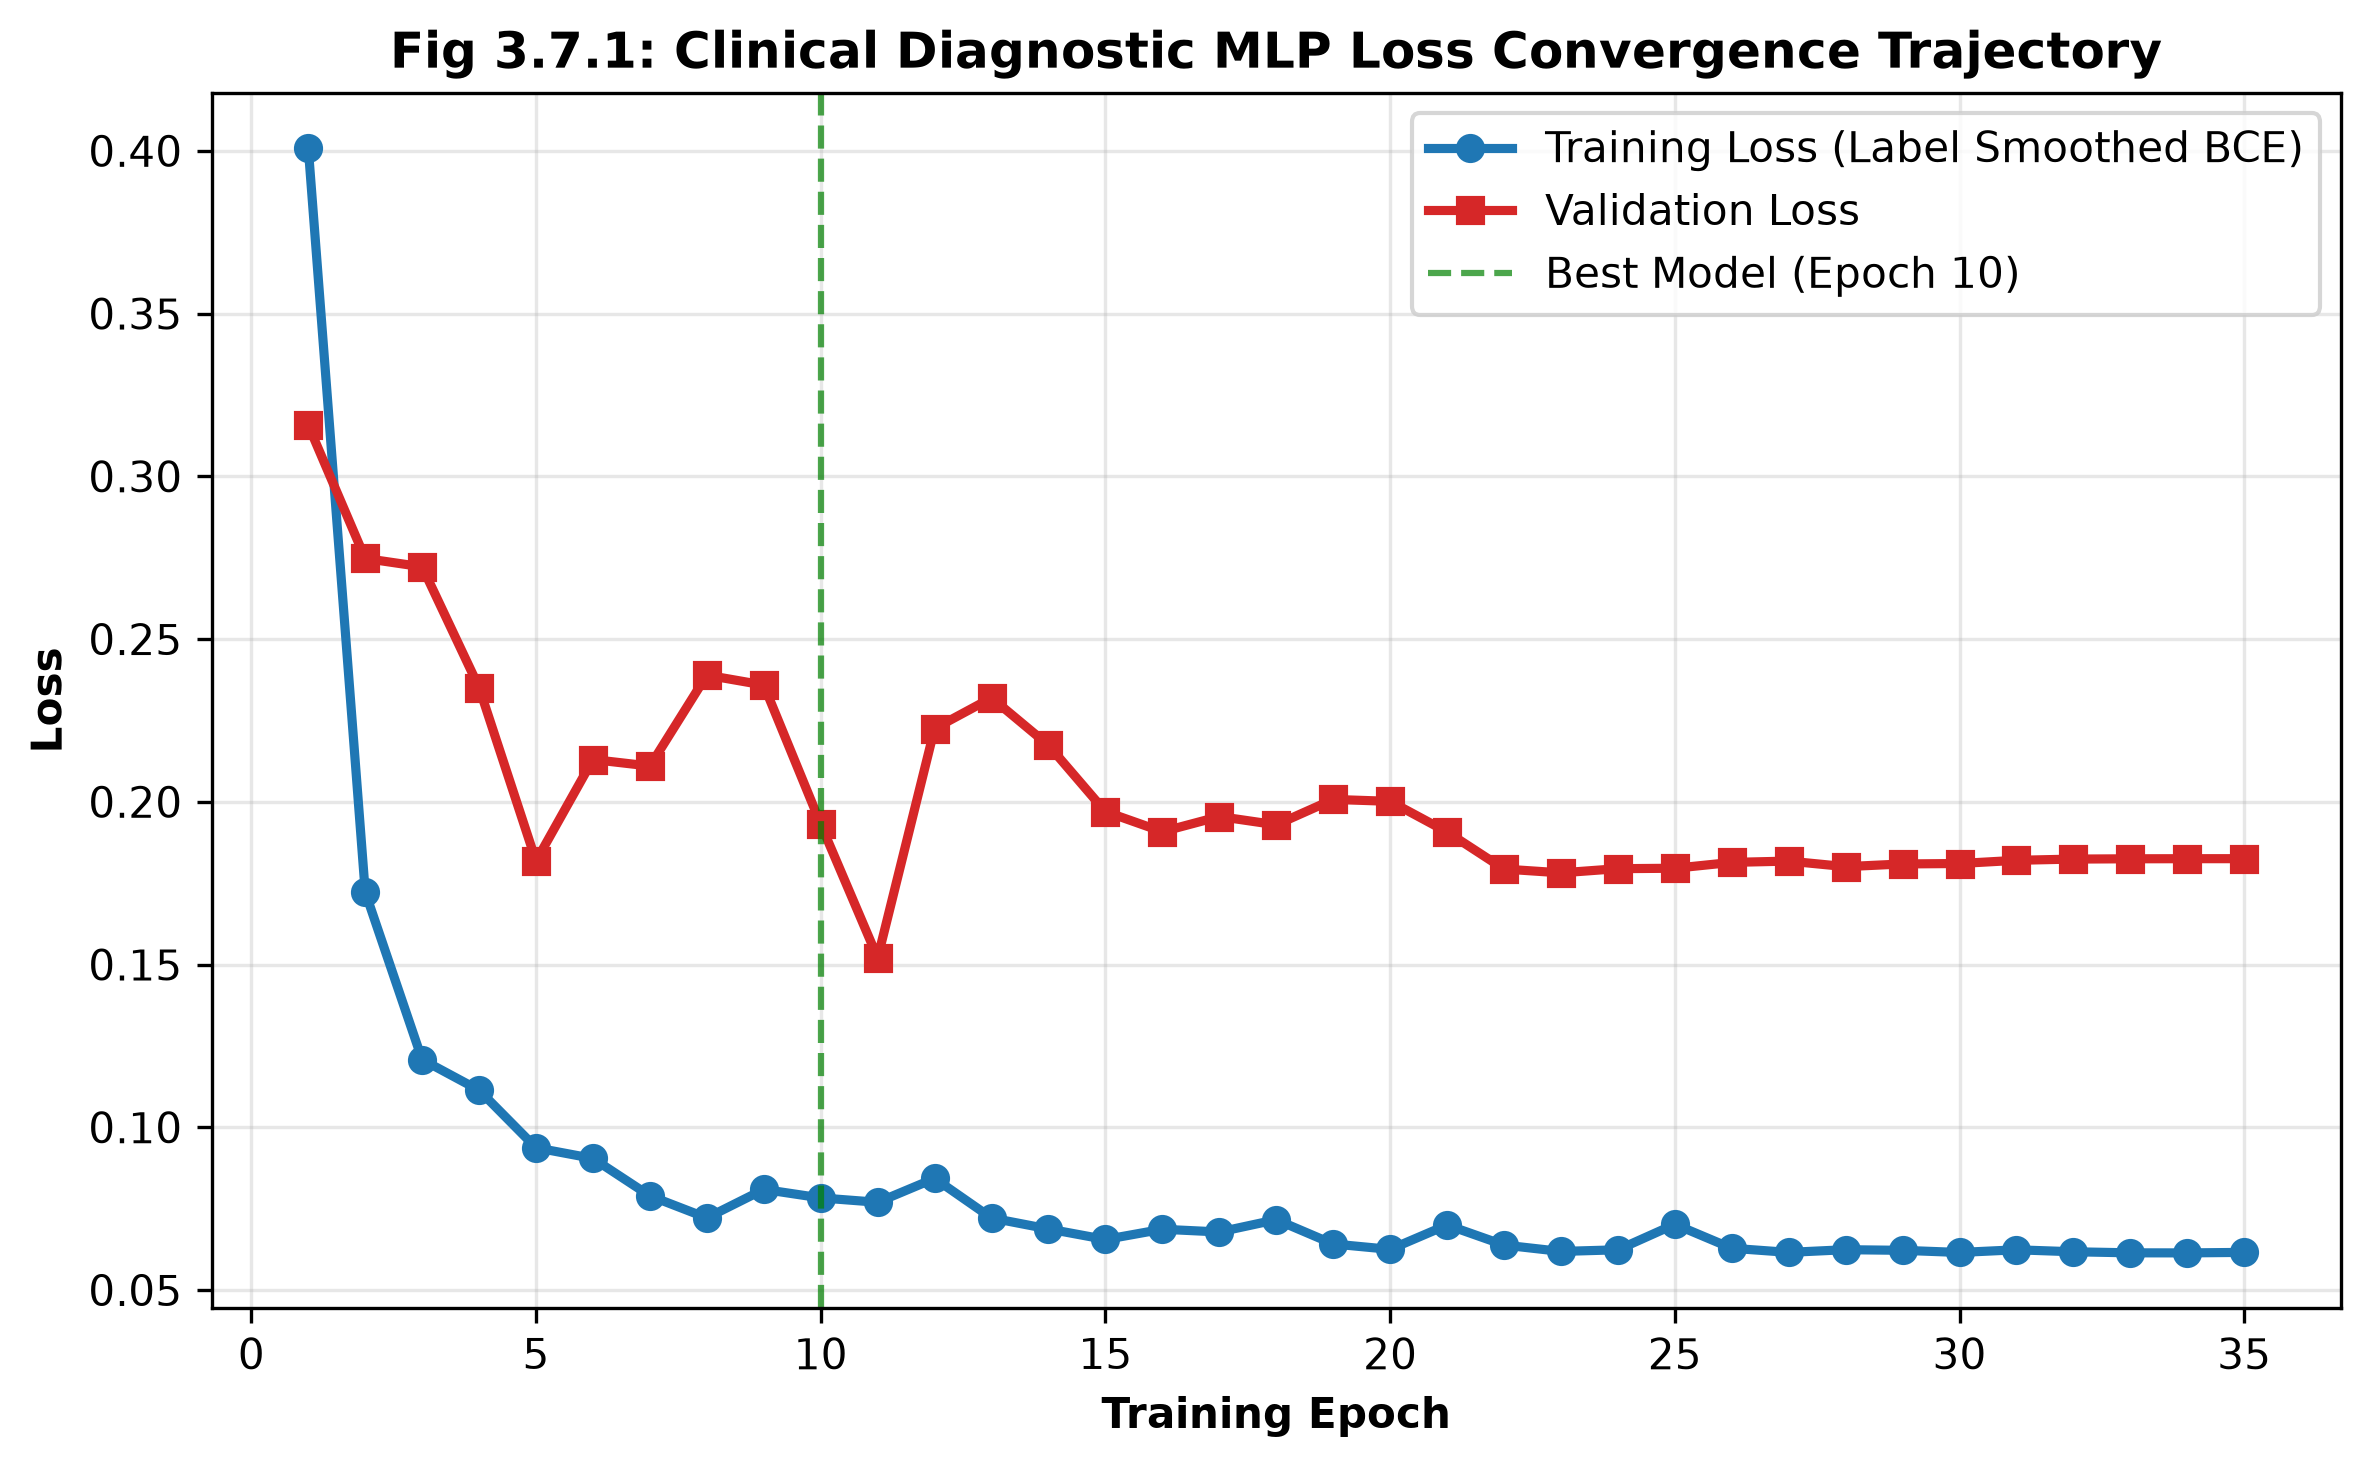 Fig 3.7.1: Clinical Diagnostic MLP Loss Convergence Trajectory
Training Loss (Label Smoothed BCE)
Validation Loss
Best Model (Epoch 10)
Loss
0.40
0.35
0.30
0.25
0.20
0.15
0.10
0.05
0 5 10 15 20 25 30 35
Training Epoch